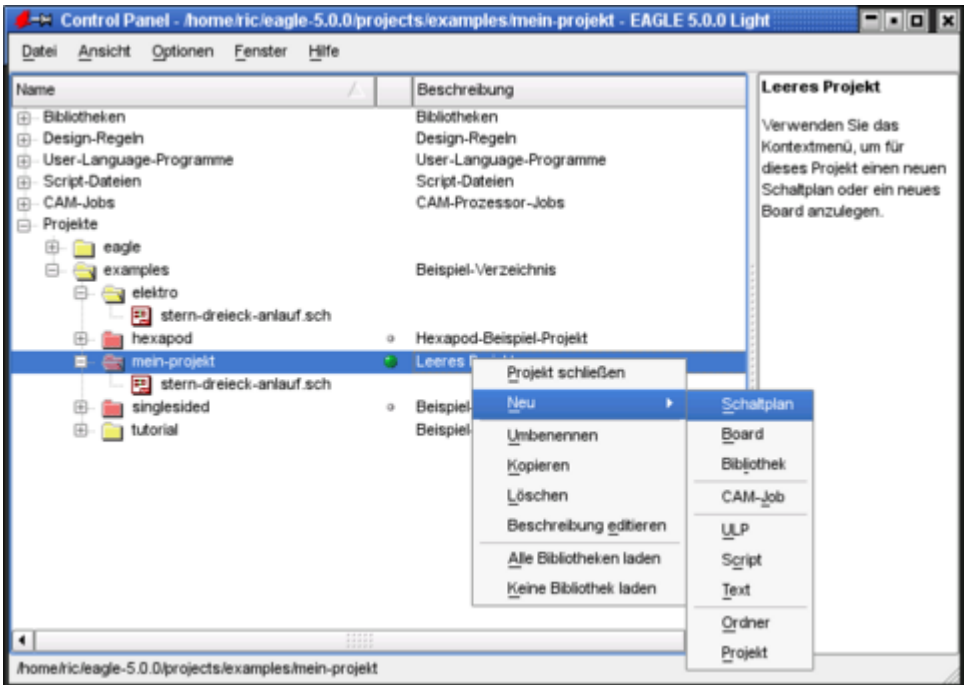 Control Panel - /home/ric/eagle-5.0.0/projects/examples/mein-projekt - EAGLE 5.0.0 Light
Datei Ansicht Optionen Fenster Hilfe
Name Beschreibung
Bibliotheken Bibliotheken
Design-Regeln Design-Regeln
User-Language-Programme User-Language-Programme
Script-Dateien Script-Dateien
CAM-Jobs CAM-Prozessor-Jobs
Projekte
eagle
examples Beispiel-Verzeichnis
elektro
stern-dreieck-anlauf.sch
hexapod Hexapod-Beispiel-Projekt
mein-projekt Leeres
stern-dreieck-anlauf.sch
singlesided Beispiel-
tutorial Beispiel-
Leeres Projekt
Verwenden Sie das
Kontextmenü, um für
dieses Projekt einen neuen
Schaltplan oder ein neues
Board anzulegen.
Projekt schließen
Neu
Umbenennen
Kopieren
Löschen
Beschreibung editieren
Alle Bibliotheken laden
Keine Bibliothek laden
Schaltplan
Board
Bibliothek
CAM-Job
ULP
Script
Text
Ordner
Projekt
/home/ric/eagle-5.0.0/projects/examples/mein-projekt